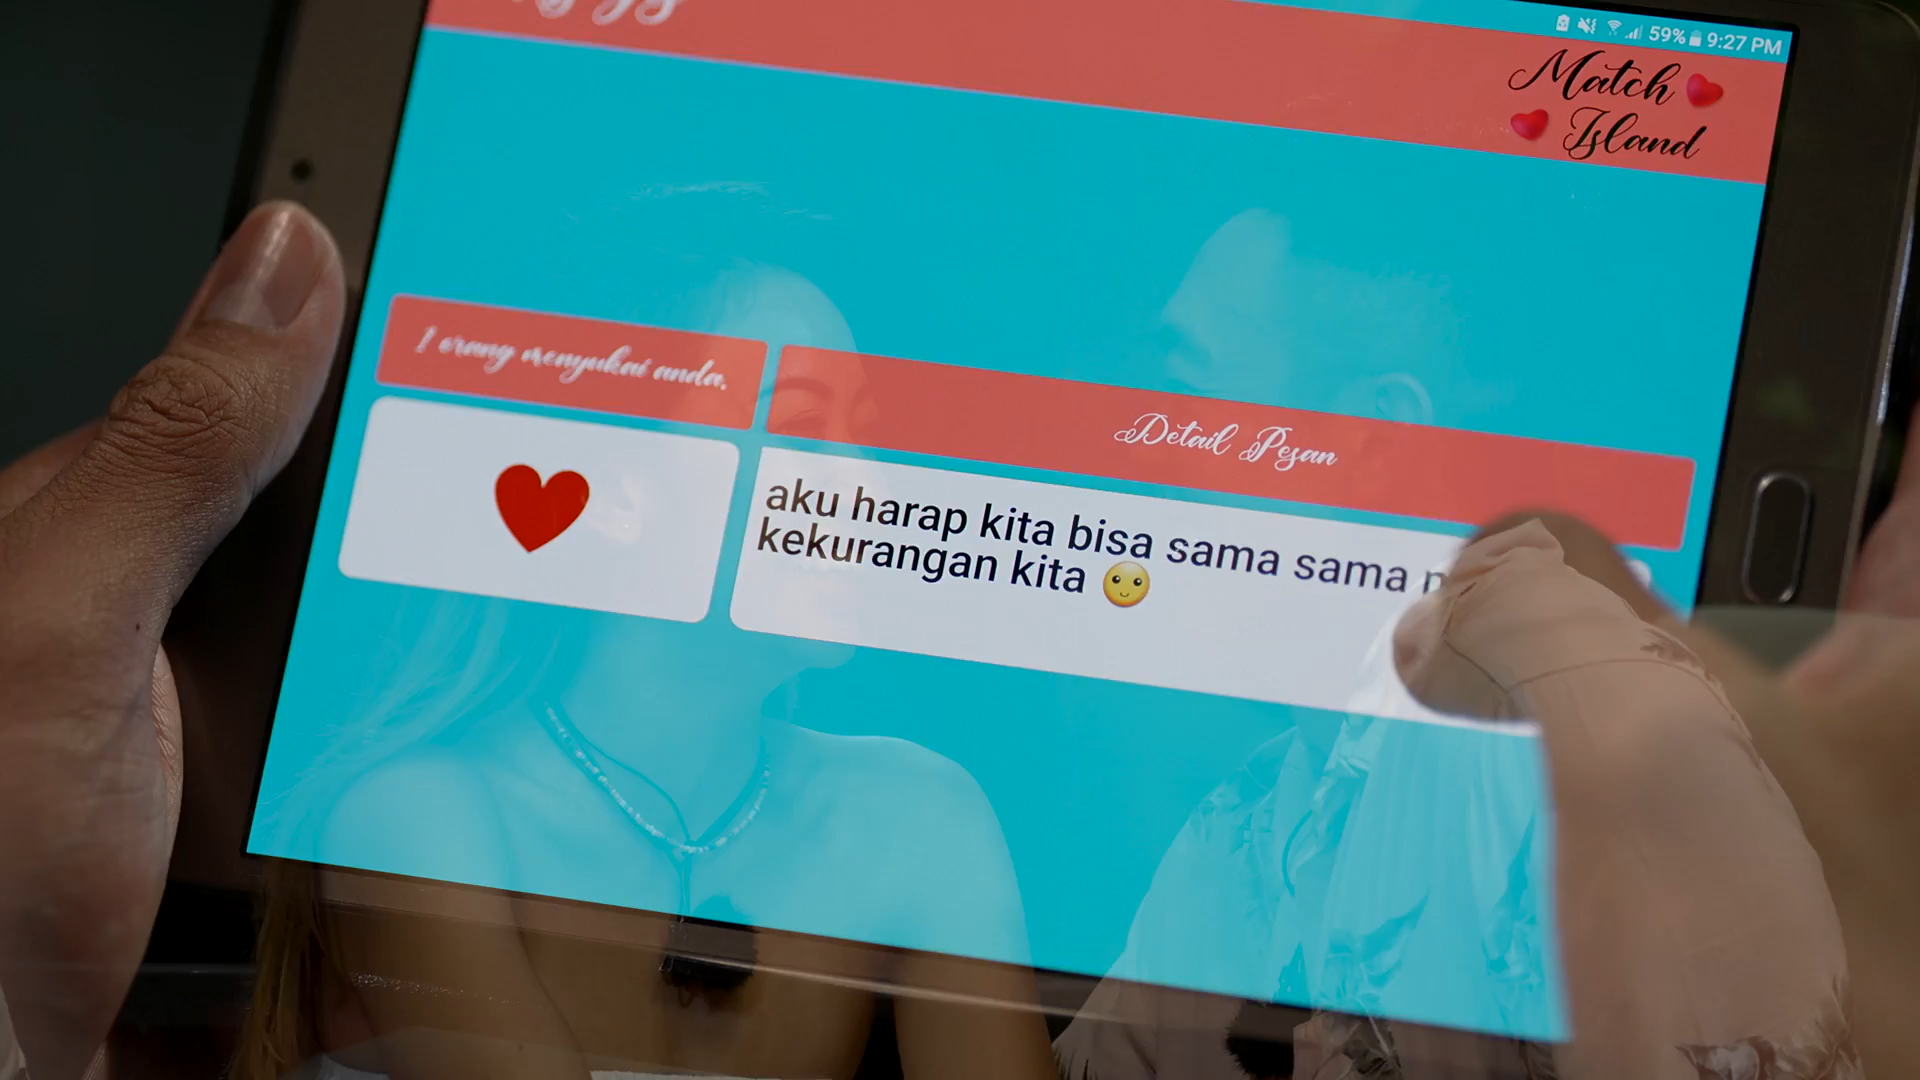 59% 9:27 PM
Match
Island
1 orang menyukai anda.
Detail Pesan
aku harap kita bisa sama sama
kekurangan kita